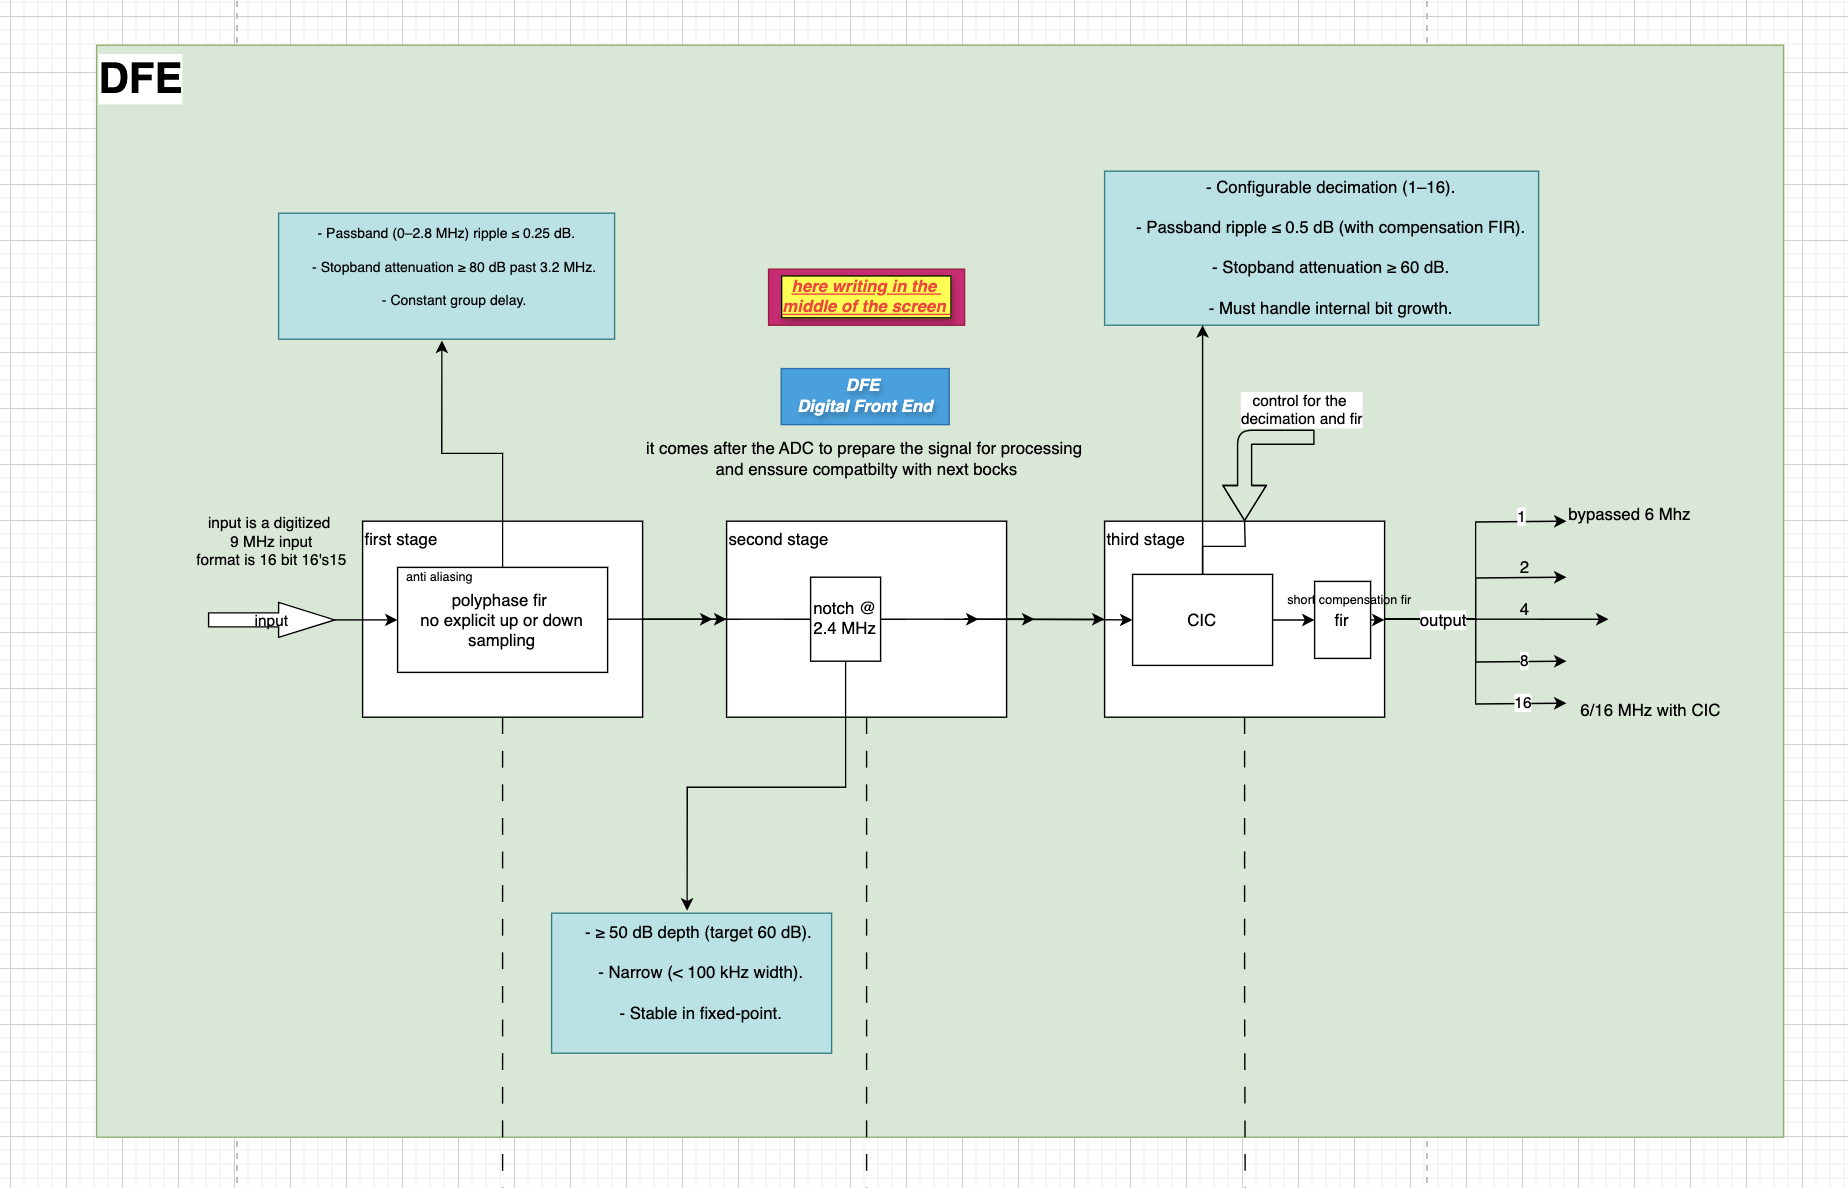 DFE
- Passband (0–2.8 MHz) ripple ≤ 0.25 dB.
- Stopband attenuation ≥ 80 dB past 3.2 MHz.
- Constant group delay.
here writing in the
middle of the screen
- Configurable decimation (1–16).
- Passband ripple ≤ 0.5 dB (with compensation FIR).
- Stopband attenuation ≥ 60 dB.
- Must handle internal bit growth.
DFE
Digital Front End
it comes after the ADC to prepare the signal for processing
and enssure compatbilty with next bocks
control for the
decimation and fir
input is a digitized
9 MHz input
format is 16 bit 16's15
input
first stage
anti aliasing
polyphase fir
no explicit up or down
sampling
second stage
notch @
2.4 MHz
third stage
CIC
short compensation fir
fir
output
1
bypassed 6 Mhz
2
4
8
16
6/16 MHz with CIC
- ≥ 50 dB depth (target 60 dB).
- Narrow (< 100 kHz width).
- Stable in fixed-point.